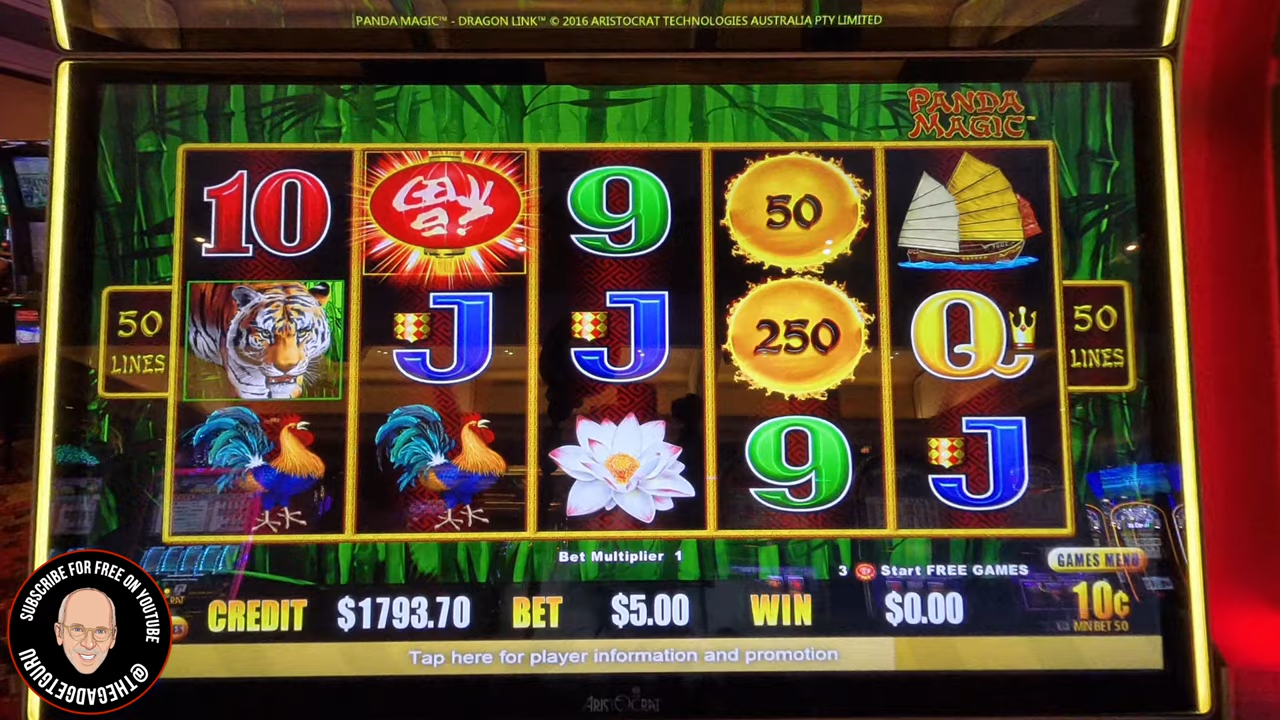 PANDA MAGIC™ - DRAGON LINK™ © 2016 ARISTOCRAT TECHNOLOGIES AUSTRALIA PTY LIMITED
PANDA
MAGIC™
10
9
50
50
LINES
J
J
250
Q
50
LINES
9
J
Bet Multiplier 1
3 Start FREE GAMES
GAMES MENU
CREDIT $1793.70 BET $5.00 WIN $0.00
10¢
MIN BET 50
Tap here for player information and promotion
ARISTOCRAT
SUBSCRIBE FOR FREE ON YOUTUBE
@THEGADGETGURU